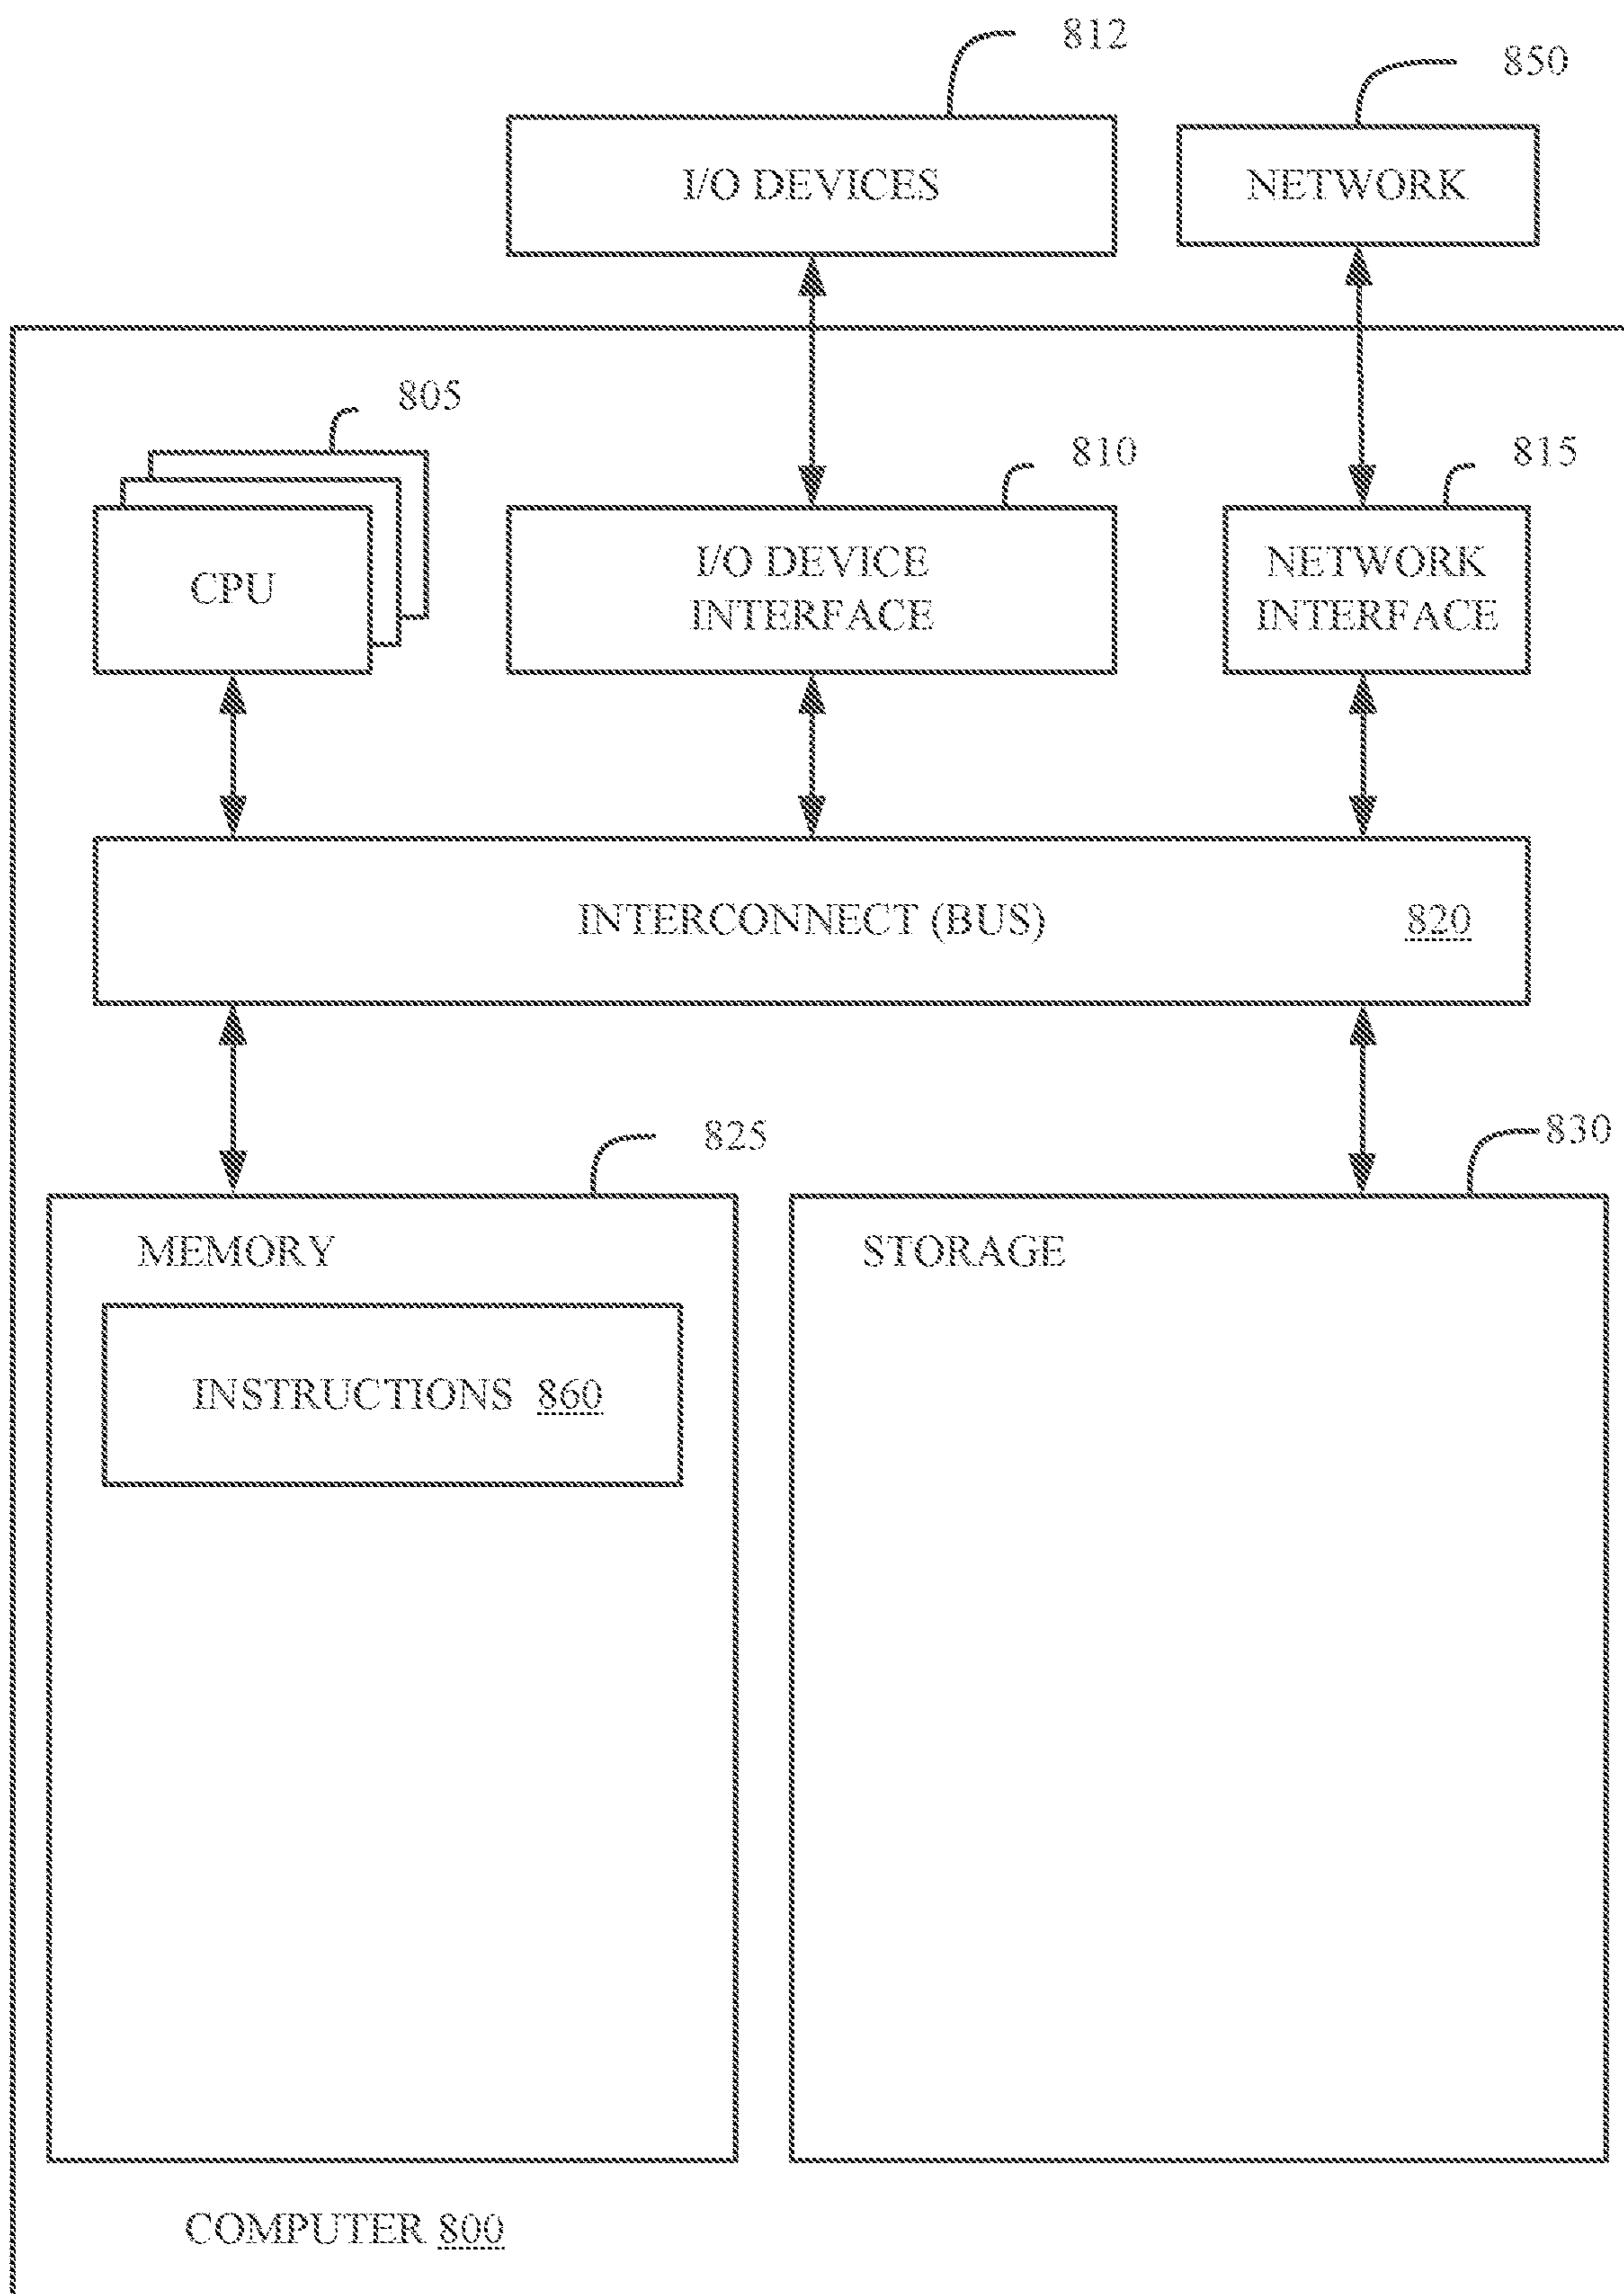 812
850
I/O DEVICES
NETWORK
805
810
815
CPU
I/O DEVICE
INTERFACE
NETWORK
INTERFACE
INTERCONNECT (BUS) 820
825
830
MEMORY
STORAGE
INSTRUCTIONS 860
COMPUTER 800